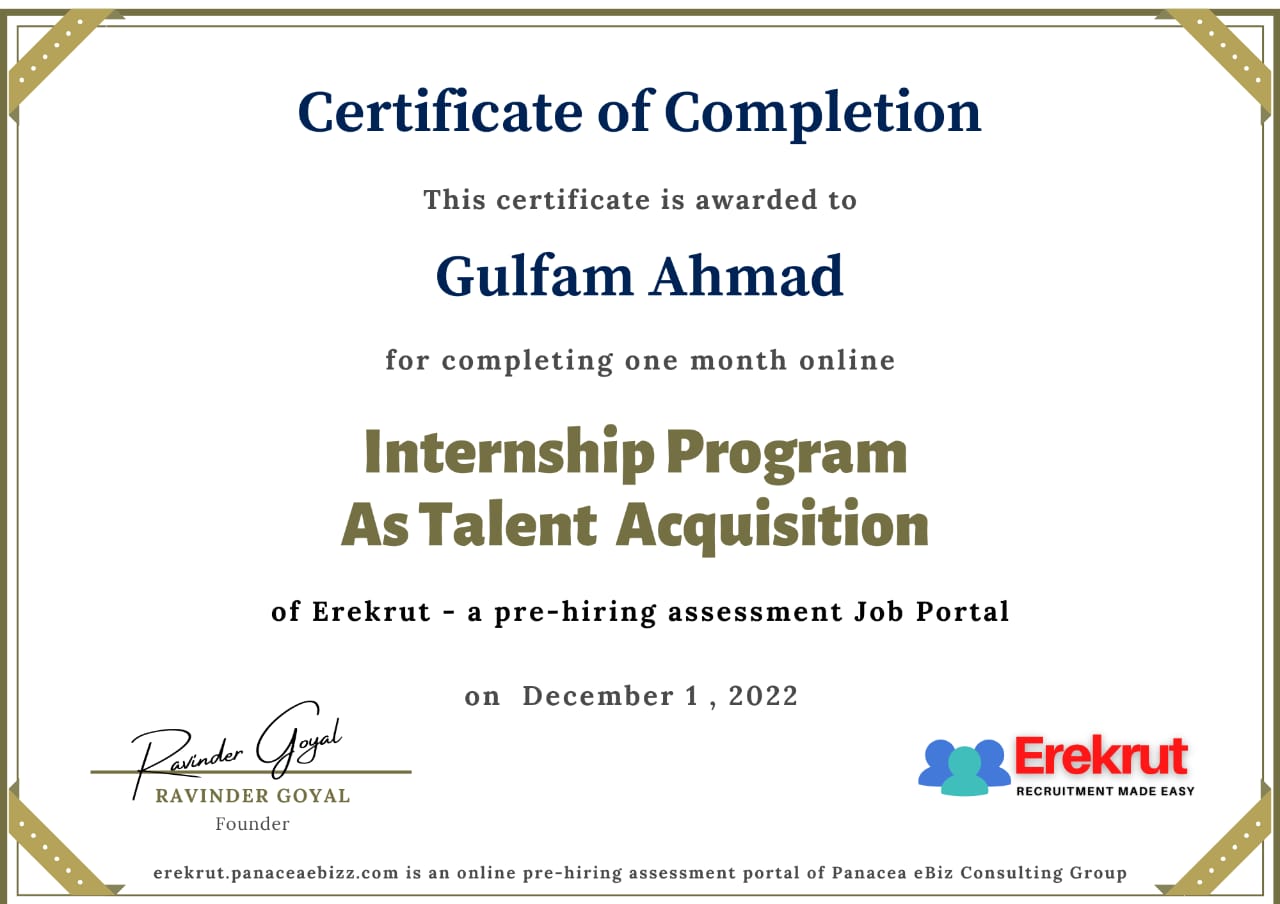 Certificate of Completion
This certificate is awarded to
Gulfam Ahmad
for completing one month online
Internship Program
As Talent Acquisition
of Erekrut - a pre-hiring assessment Job Portal
on December 1 , 2022
Ravinder Goyal
RAVINDER GOYAL
Founder
Erekrut
RECRUITMENT MADE EASY
erekrut.panaceaebizz.com is an online pre-hiring assessment portal of Panacea eBiz Consulting Group